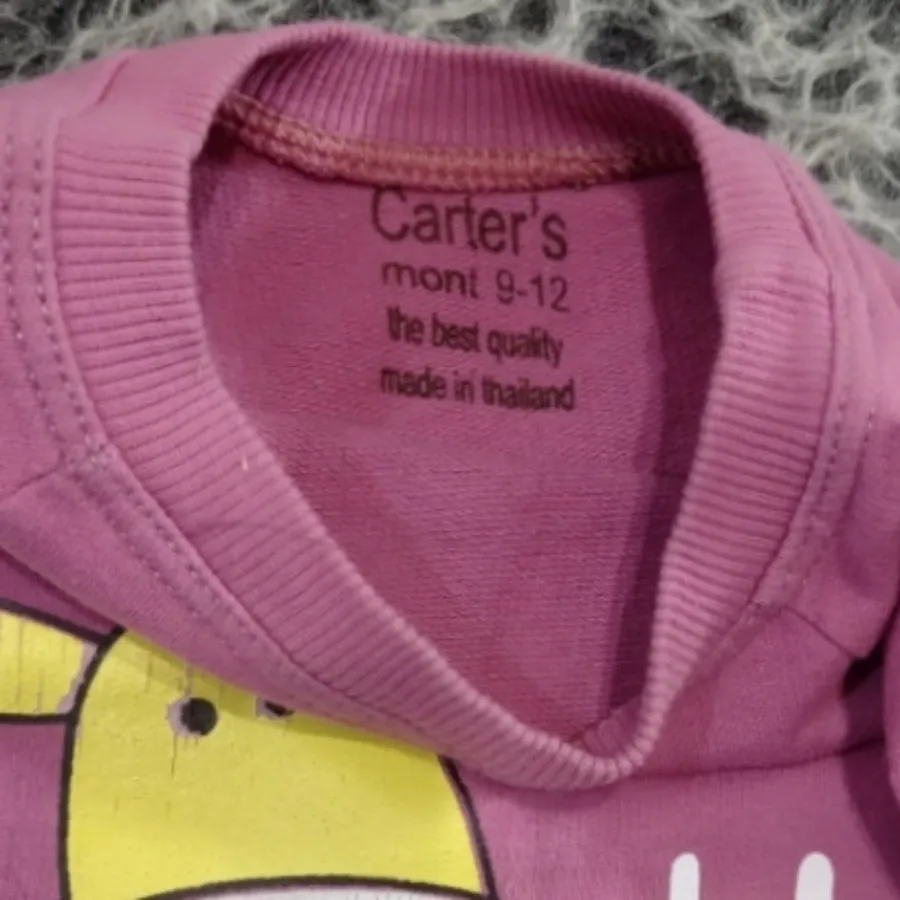 Carter's
mont 9-12
the best quality
made in thailand